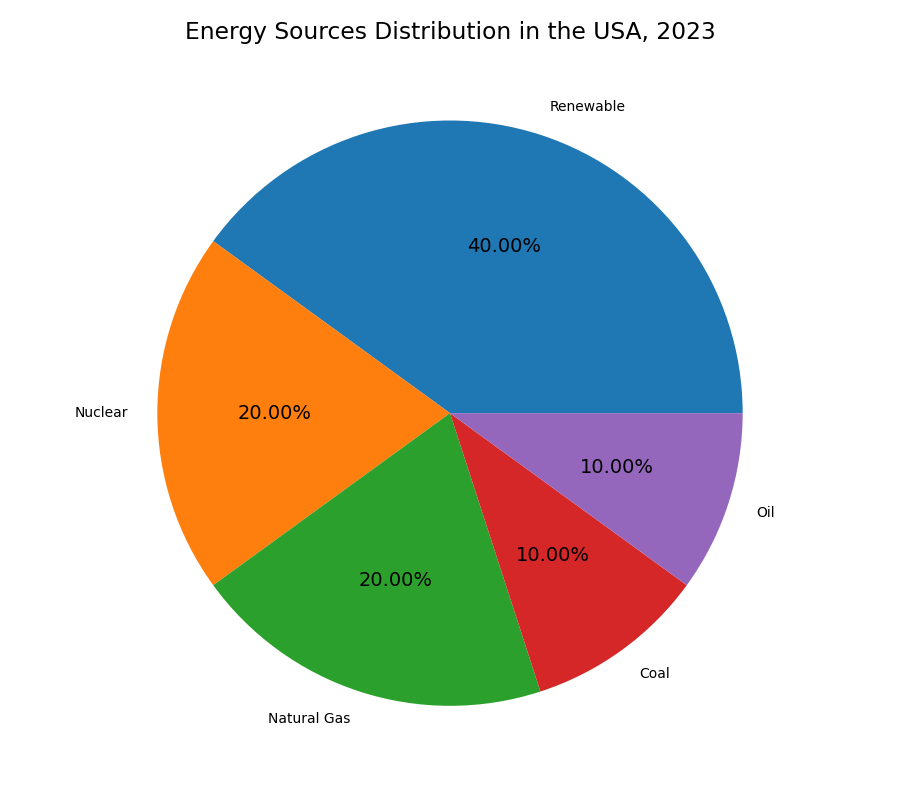 Energy Sources Distribution in the USA, 2023
Renewable
40.00%
Nuclear
20.00%
10.00%
Oil
10.00%
20.00%
Coal
Natural Gas